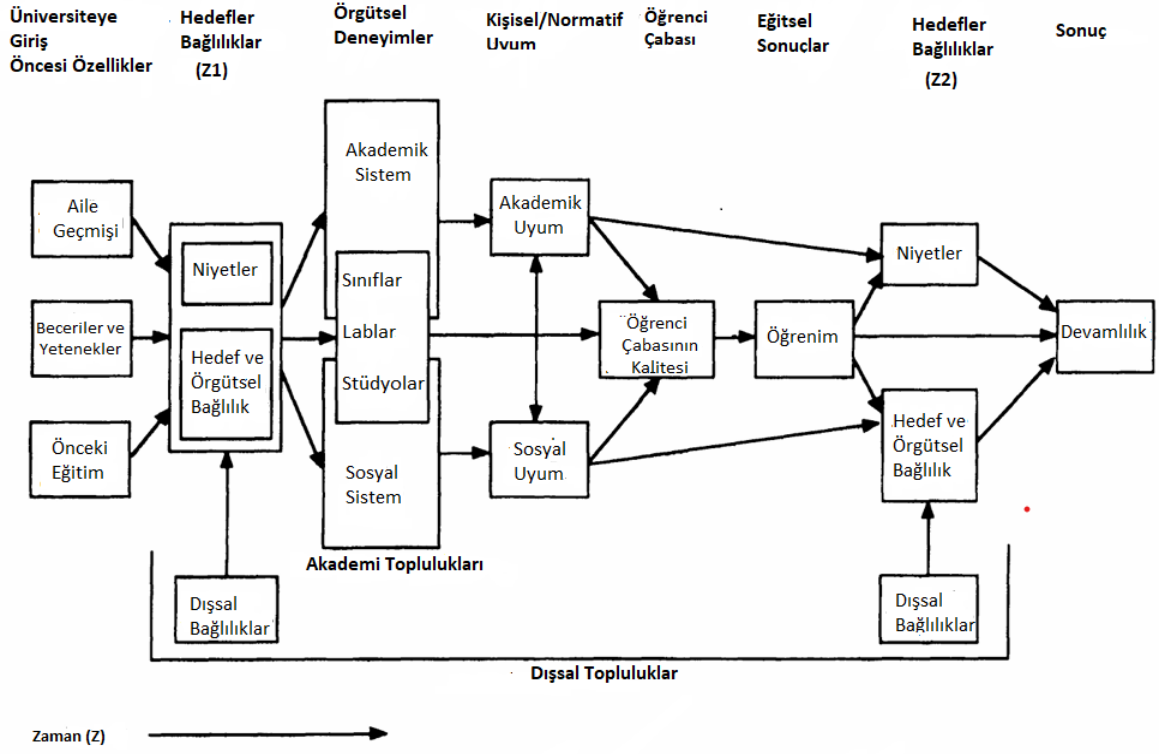 Üniversiteye
Giriş
Öncesi Özellikler
Hedefler
Bağlılıklar
(Z1)
Örgütsel
Deneyimler
Kişisel/Normatif
Uyum
Öğrenci
Çabası
Eğitsel
Sonuçlar
Hedefler
Bağlılıklar
(Z2)
Sonuç
Aile
Geçmişi
Beceriler ve
Yetenekler
Önceki
Eğitim
Niyetler
Hedef ve
Örgütsel
Bağlılık
Akademik
Sistem
Sınıflar
Lablar
Stüdyolar
Sosyal
Sistem
Akademik
Uyum
Sosyal
Uyum
Öğrenci
Çabasının
Kalitesi
Öğrenim
Niyetler
Hedef ve
Örgütsel
Bağlılık
Devamlılık
Akademi Toplulukları
Dışsal
Bağlılıklar
Dışsal
Bağlılıklar
Dışsal Topluluklar
Zaman (Z)